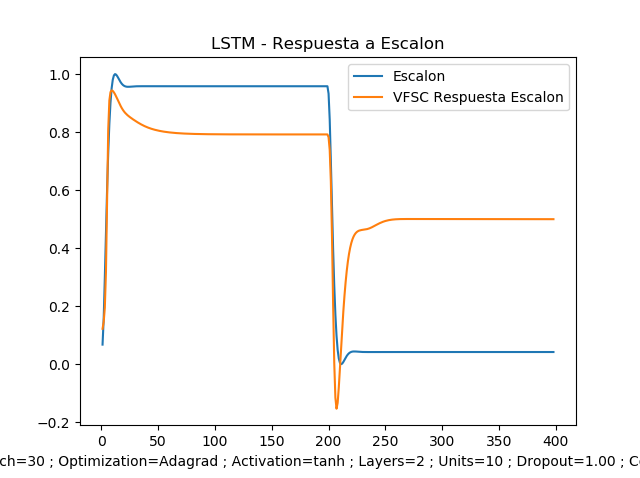 LSTM - Respuesta a Escalon
Escalon
VFSC Respuesta Escalon
1.0
0.8
0.6
0.4
0.2
0.0
−0.2
0 50 100 150 200 250 300 350 400
ch=30 ; Optimization=Adagrad ; Activation=tanh ; Layers=2 ; Units=10 ; Dropout=1.00 ; C